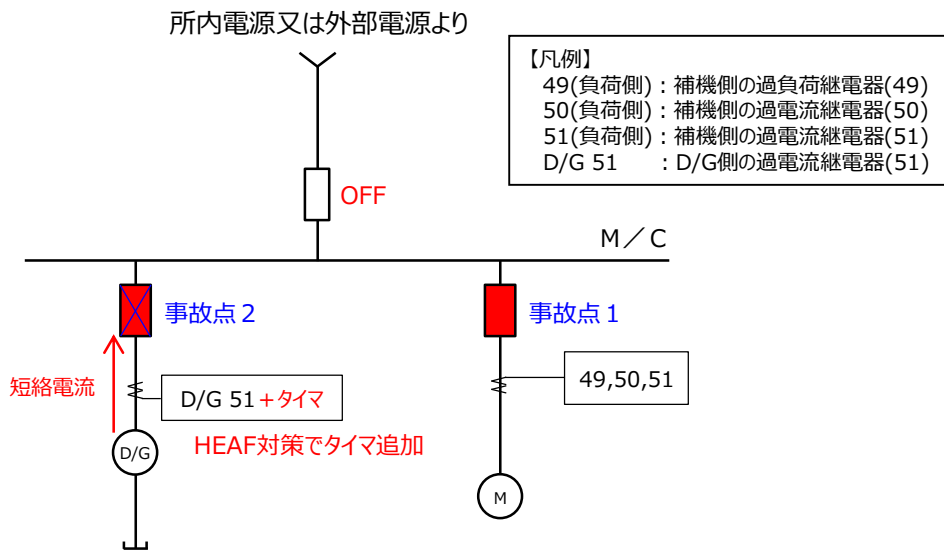 所内電源又は外部電源より
【凡例】
49(負荷側)：補機側の過負荷継電器(49)
50(負荷側)：補機側の過電流継電器(50)
51(負荷側)：補機側の過電流継電器(51)
D/G 51　：D/G側の過電流継電器(51)
OFF
M／C
事故点２
事故点１
短絡電流
D/G 51＋タイマ
49,50,51
HEAF対策でタイマ追加
D/G
M